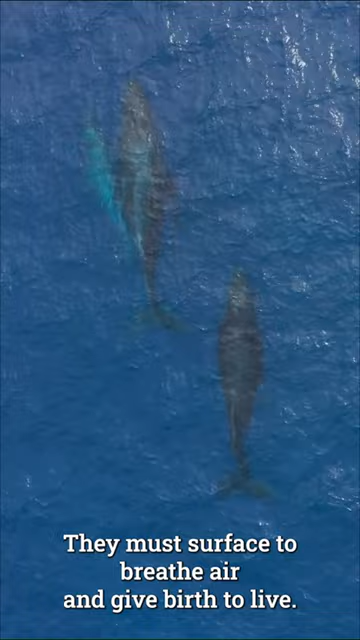 They must surface to
breathe air
and give birth to live.